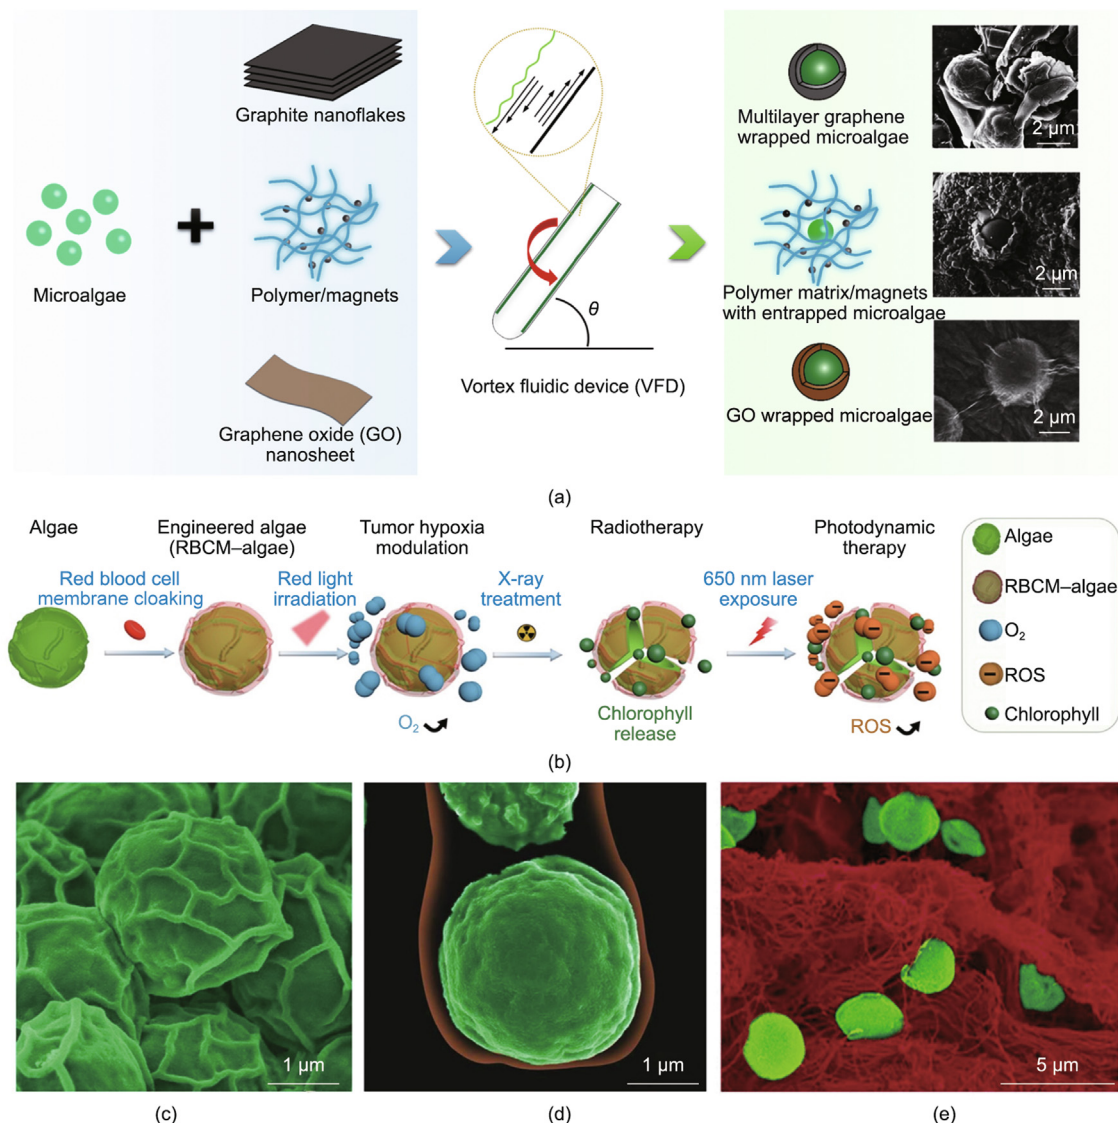 Graphite nanoflakes
Microalgae
Polymer/magnets
Graphene oxide (GO)
nanosheet
θ
Vortex fluidic device (VFD)
Multilayer graphene
wrapped microalgae
2 μm
Polymer matrix/magnets
with entrapped microalgae
2 μm
GO wrapped microalgae
2 μm
(a)
Algae
Engineered algae
(RBCM–algae)
Tumor hypoxia
modulation
Radiotherapy
Photodynamic
therapy
Red blood cell
membrane cloaking
Red light
irradiation
X-ray
treatment
650 nm laser
exposure
O₂
Chlorophyll
release
ROS
Algae
RBCM–algae
O₂
ROS
Chlorophyll
(b)
1 μm
1 μm
5 μm
(c)
(d)
(e)